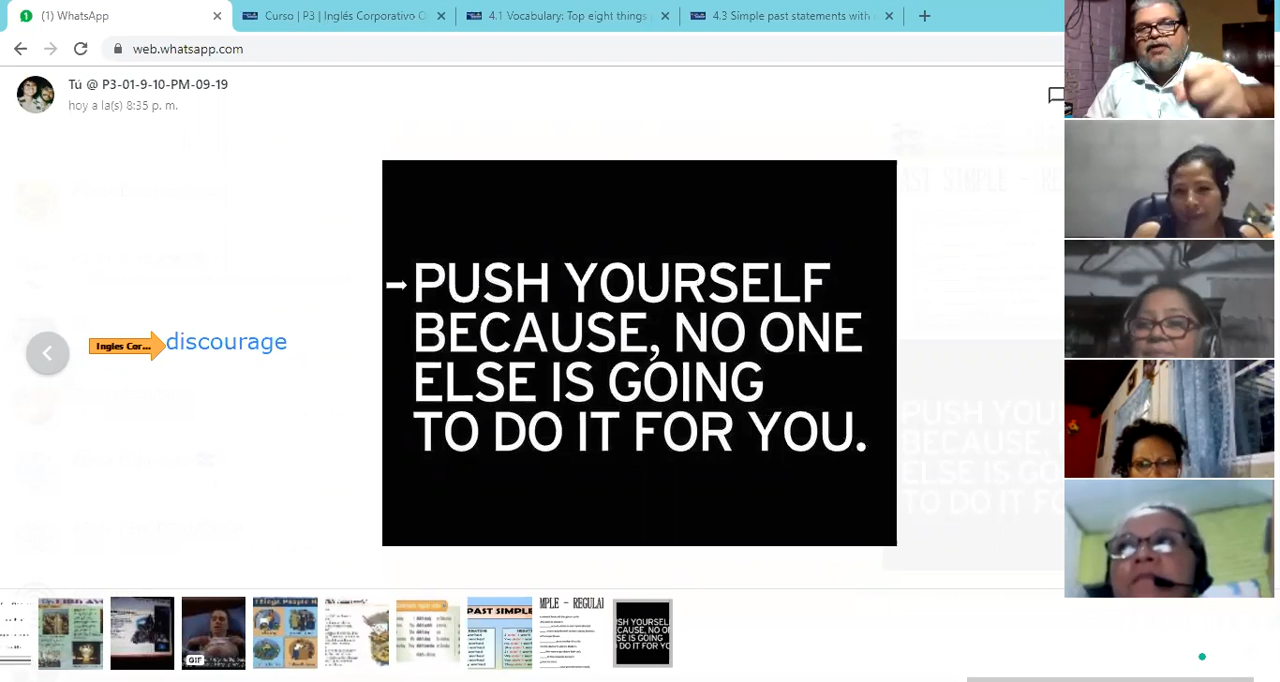 (1) WhatsApp
Curso | P3 | Inglés Corporativo
4.1 Vocabulary: Top eight things
4.3 Simple past statements with
web.whatsapp.com
Tú @ P3-01-9-10-PM-09-19
hoy a la(s) 8:35 p. m.
Ingles Cor...
discourage
PUSH YOURSELF
BECAUSE, NO ONE
ELSE IS GOING
TO DO IT FOR YOU.
GIF
PAST SIMPLE